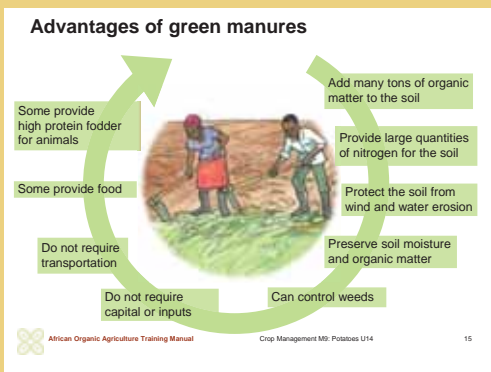 Advantages of green manures
Add many tons of organic
matter to the soil
Provide large quantities
of nitrogen for the soil
Protect the soil from
wind and water erosion
Preserve soil moisture
and organic matter
Can control weeds
Do not require
capital or inputs
Do not require
transportation
Some provide food
Some provide
high protein fodder
for animals
African Organic Agriculture Training Manual Crop Management M9: Potatoes U14 15